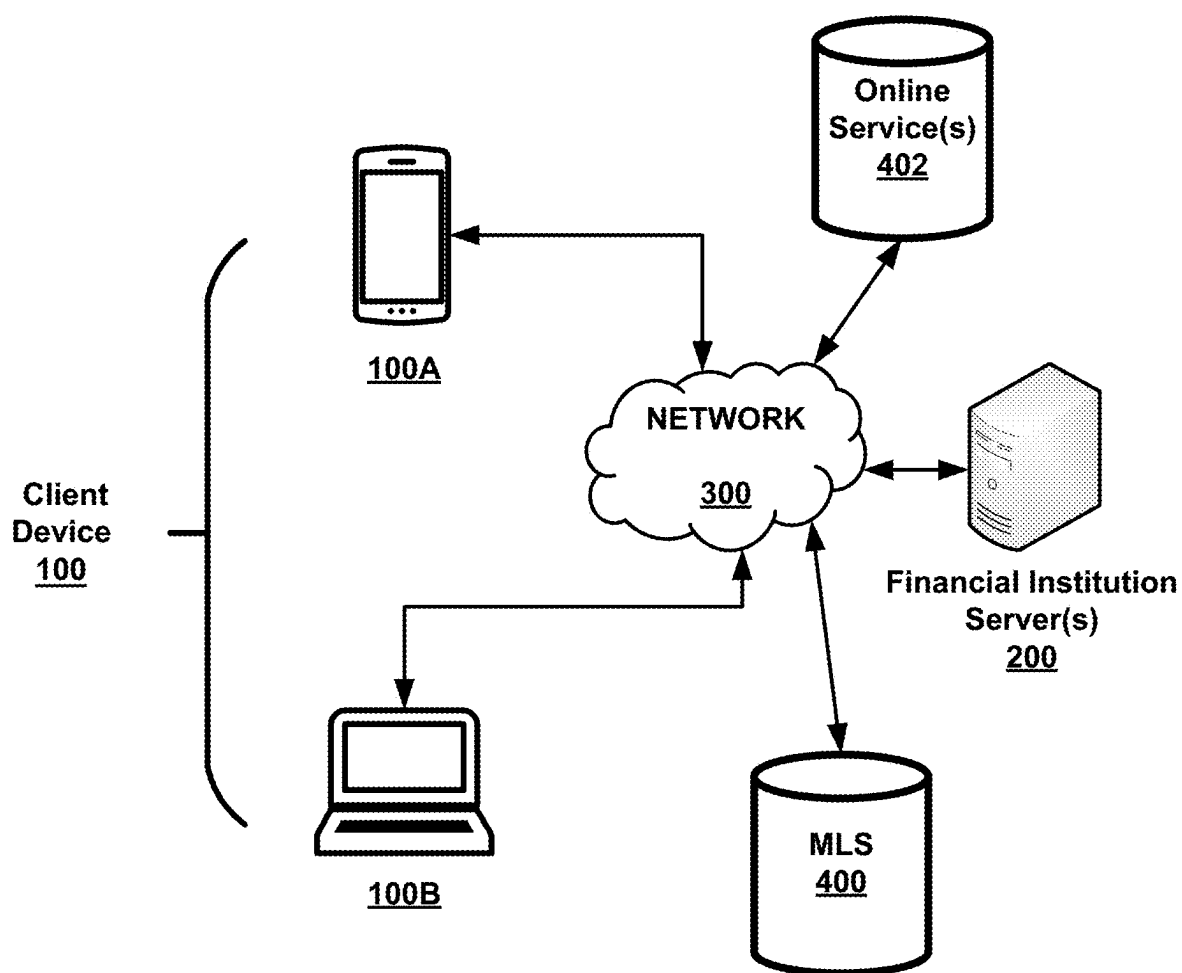 Online
Service(s)
402
100A
NETWORK
300
Client
Device
100
Financial Institution
Server(s)
200
100B
MLS
400